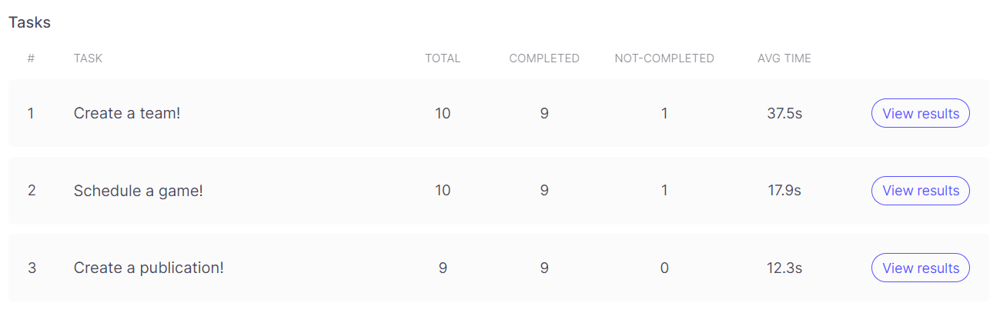 Tasks
# TASK TOTAL COMPLETED NOT-COMPLETED AVG TIME
1 Create a team! 10 9 1 37.5s View results
2 Schedule a game! 10 9 1 17.9s View results
3 Create a publication! 9 9 0 12.3s View results